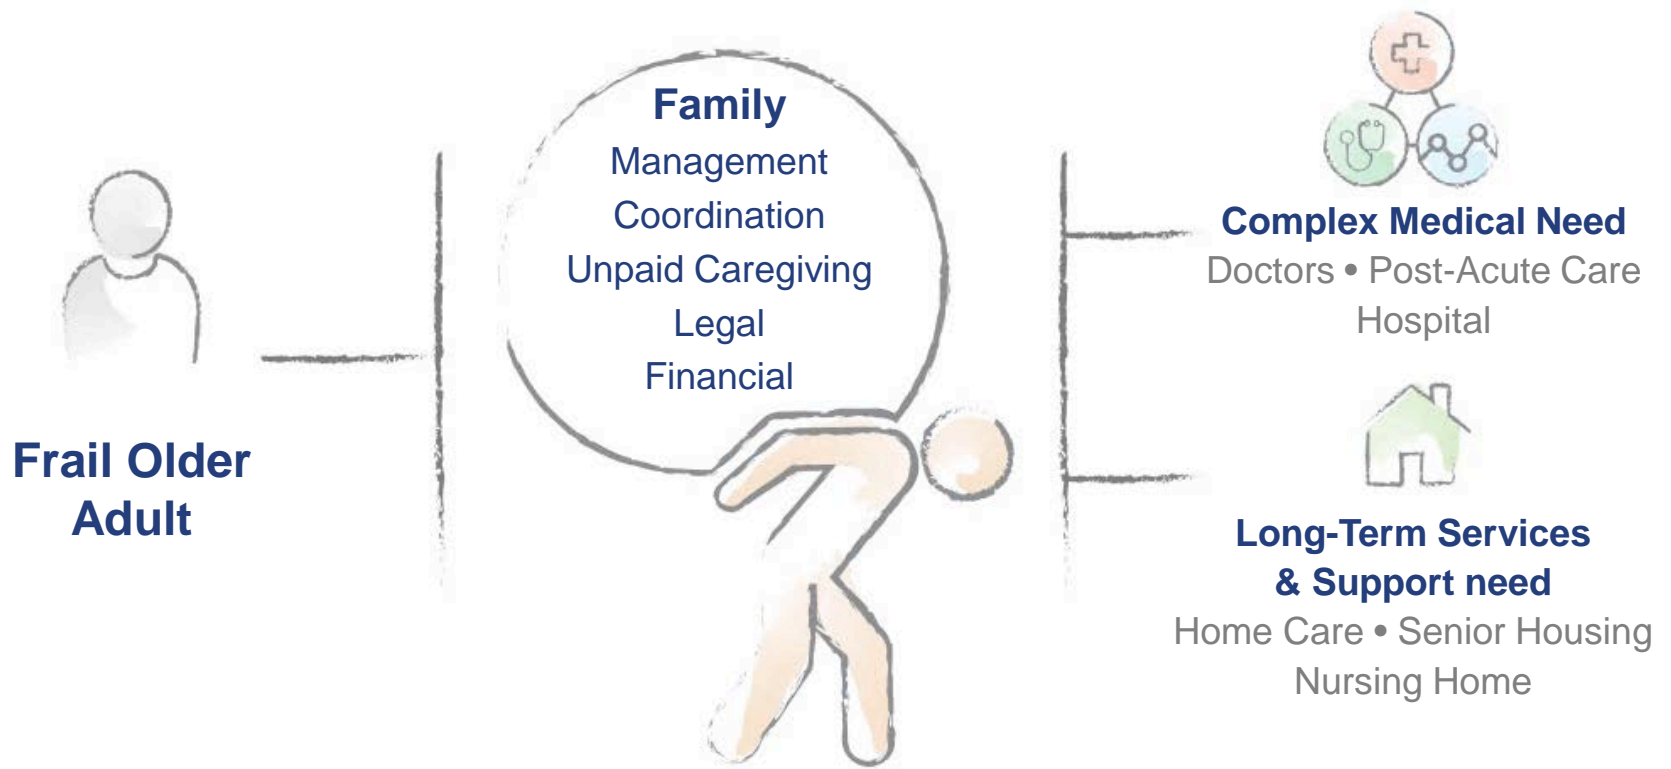 Frail Older
Adult
Family
Management
Coordination
Unpaid Caregiving
Legal
Financial
Complex Medical Need
Doctors • Post-Acute Care
Hospital
Long-Term Services
& Support need
Home Care • Senior Housing
Nursing Home